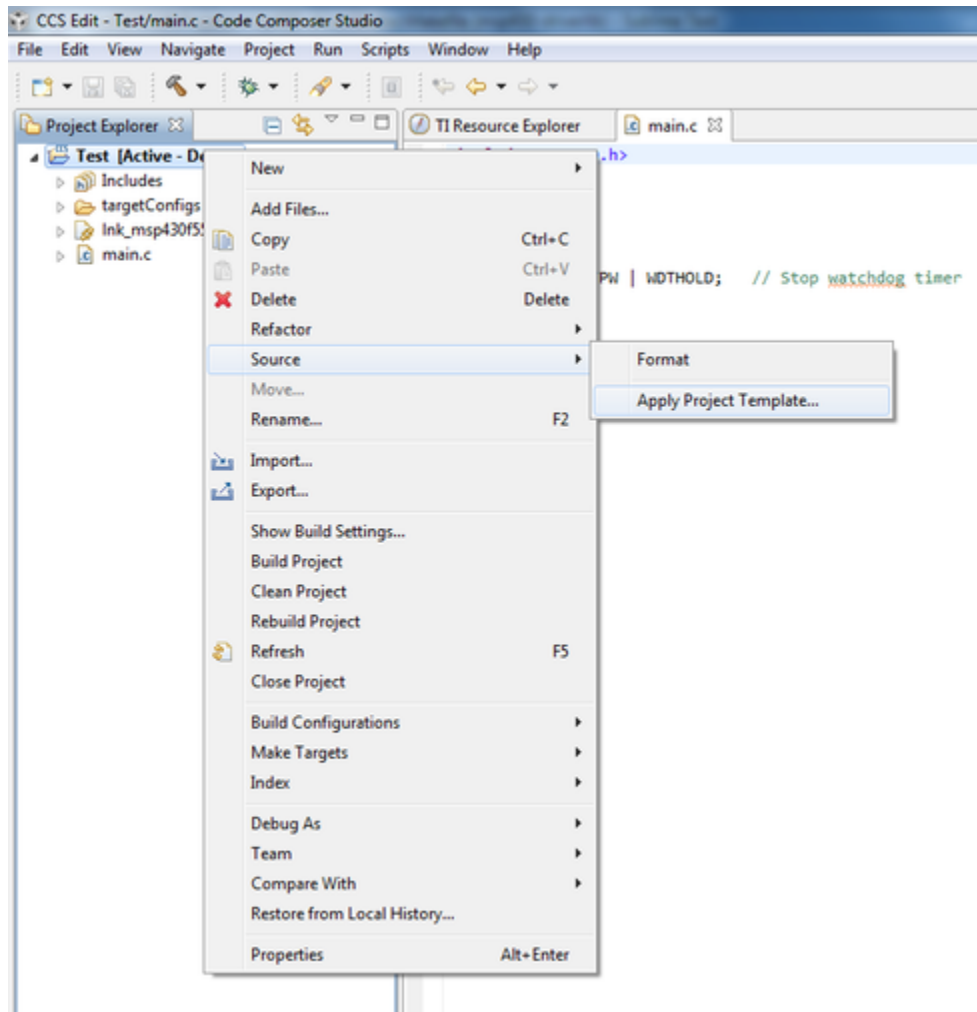 CCS Edit - Test/main.c - Code Composer Studio
File Edit View Navigate Project Run Scripts Window Help
Project Explorer
TI Resource Explorer
main.c
Test [Active - De
.h>
Includes
targetConfigs
lnk_msp430f55
main.c
PW | WDTHOLD; // Stop watchdog timer
New
Add Files...
Copy Ctrl+C
Paste Ctrl+V
Delete Delete
Refactor
Source
Move...
Rename... F2
Import...
Export...
Show Build Settings...
Build Project
Clean Project
Rebuild Project
Refresh F5
Close Project
Build Configurations
Make Targets
Index
Debug As
Team
Compare With
Restore from Local History...
Properties Alt+Enter
Format
Apply Project Template...